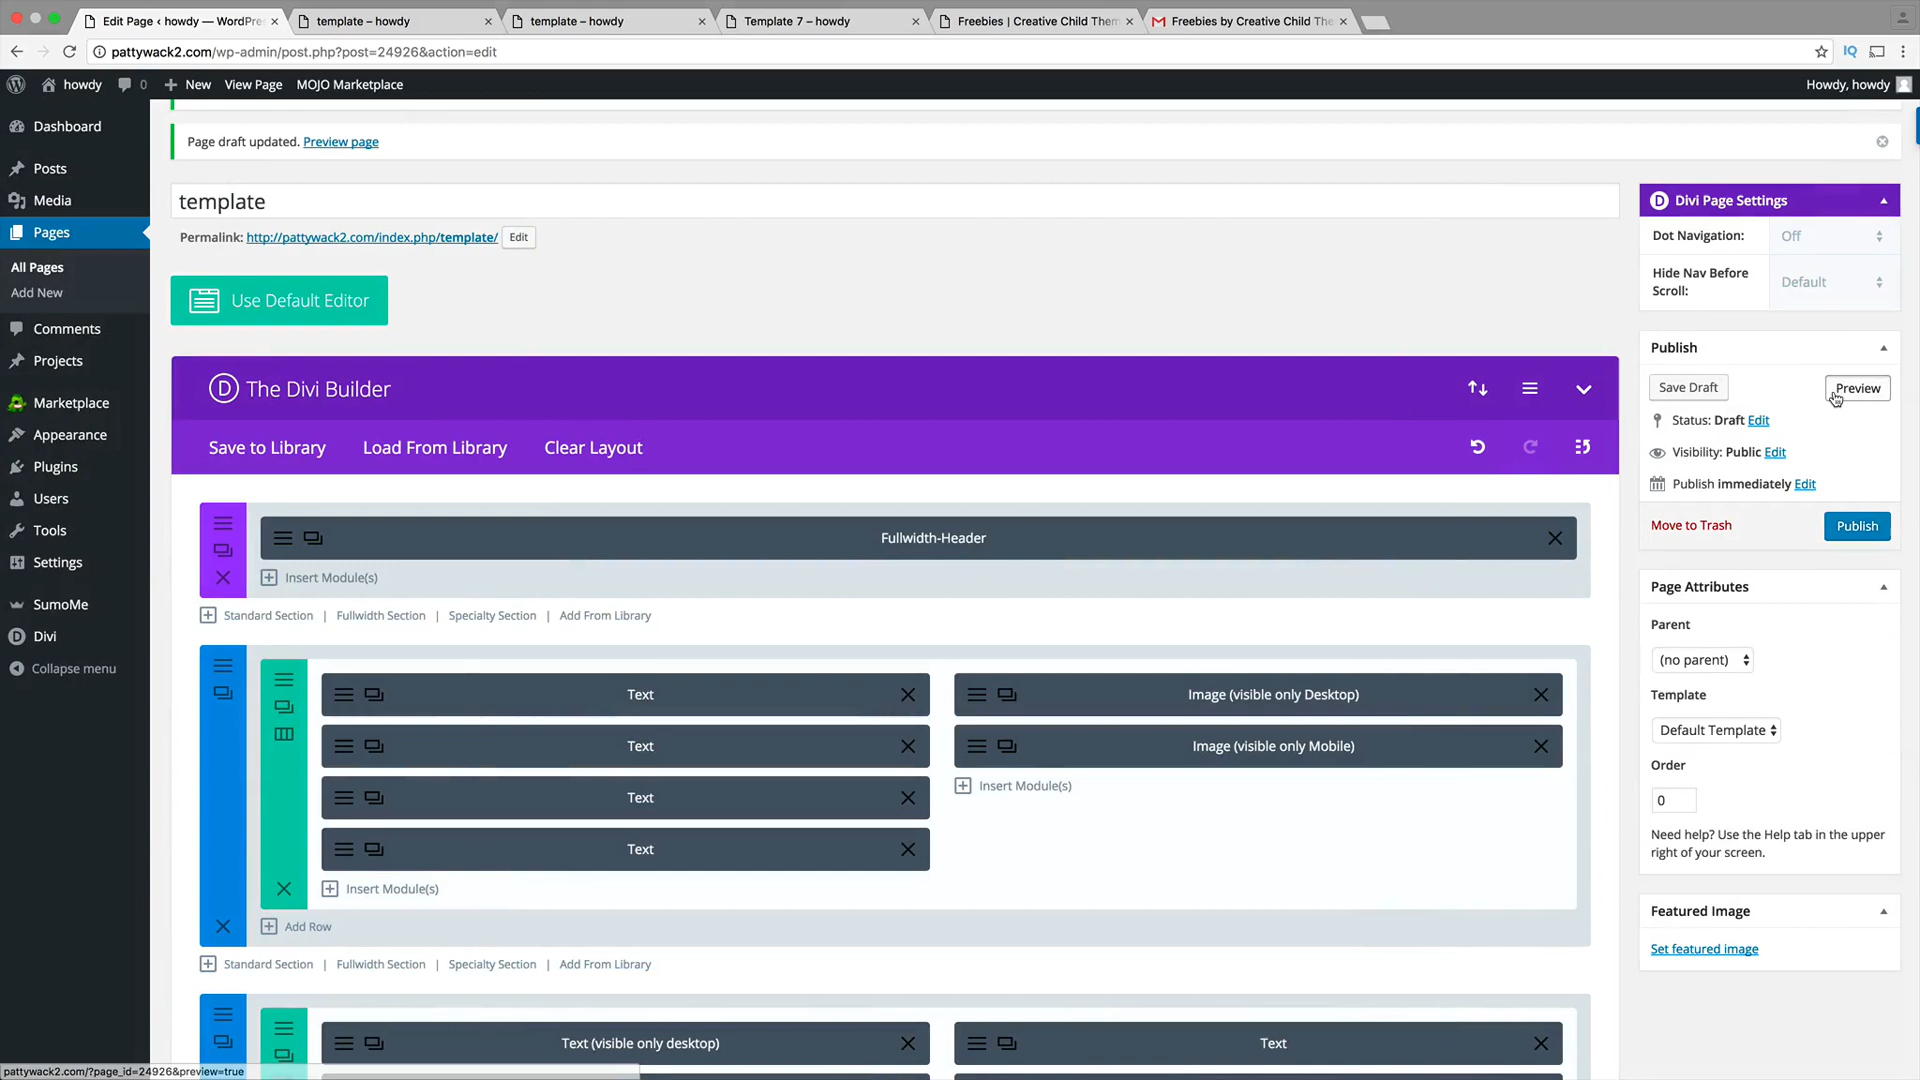 Edit Page ‹ howdy — WordPre
template – howdy
template – howdy
Template 7 – howdy
Freebies | Creative Child Them
Freebies by Creative Child The
pattywack2.com/wp-admin/post.php?post=24926&action=edit
IQ
howdy
0
New
View Page
MOJO Marketplace
Howdy, howdy
Dashboard
Posts
Media
Pages
All Pages
Add New
Comments
Projects
Marketplace
Appearance
Plugins
Users
Tools
Settings
SumoMe
Divi
Collapse menu
Page draft updated. Preview page
template
Permalink: http://pattywack2.com/index.php/template/ Edit
Use Default Editor
The Divi Builder
Save to Library
Load From Library
Clear Layout
Fullwidth-Header
Insert Module(s)
Standard Section | Fullwidth Section | Specialty Section | Add From Library
Text
Image (visible only Desktop)
Text
Image (visible only Mobile)
Insert Module(s)
Text
Text
Insert Module(s)
Add Row
Standard Section | Fullwidth Section | Specialty Section | Add From Library
Text (visible only desktop)
Text
Divi Page Settings
Dot Navigation:
Off
Hide Nav Before
Scroll:
Default
Publish
Save Draft
Preview
Status: Draft Edit
Visibility: Public Edit
Publish immediately Edit
Move to Trash
Publish
Page Attributes
Parent
(no parent)
Template
Default Template
Order
0
Need help? Use the Help tab in the upper
right of your screen.
Featured Image
Set featured image
pattywack2.com/?page_id=24926&preview=true